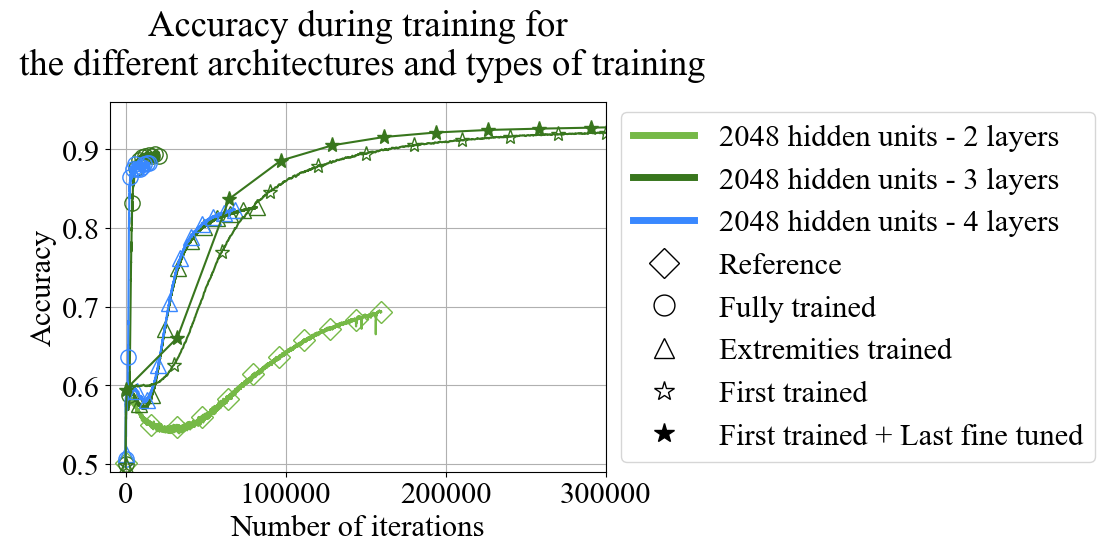 Accuracy during training for
the different architectures and types of training
0.9
0.8
0.7
0.6
0.5
Accuracy
0
100000
200000
300000
Number of iterations
2048 hidden units - 2 layers
2048 hidden units - 3 layers
2048 hidden units - 4 layers
Reference
Fully trained
Extremities trained
First trained
First trained + Last fine tuned